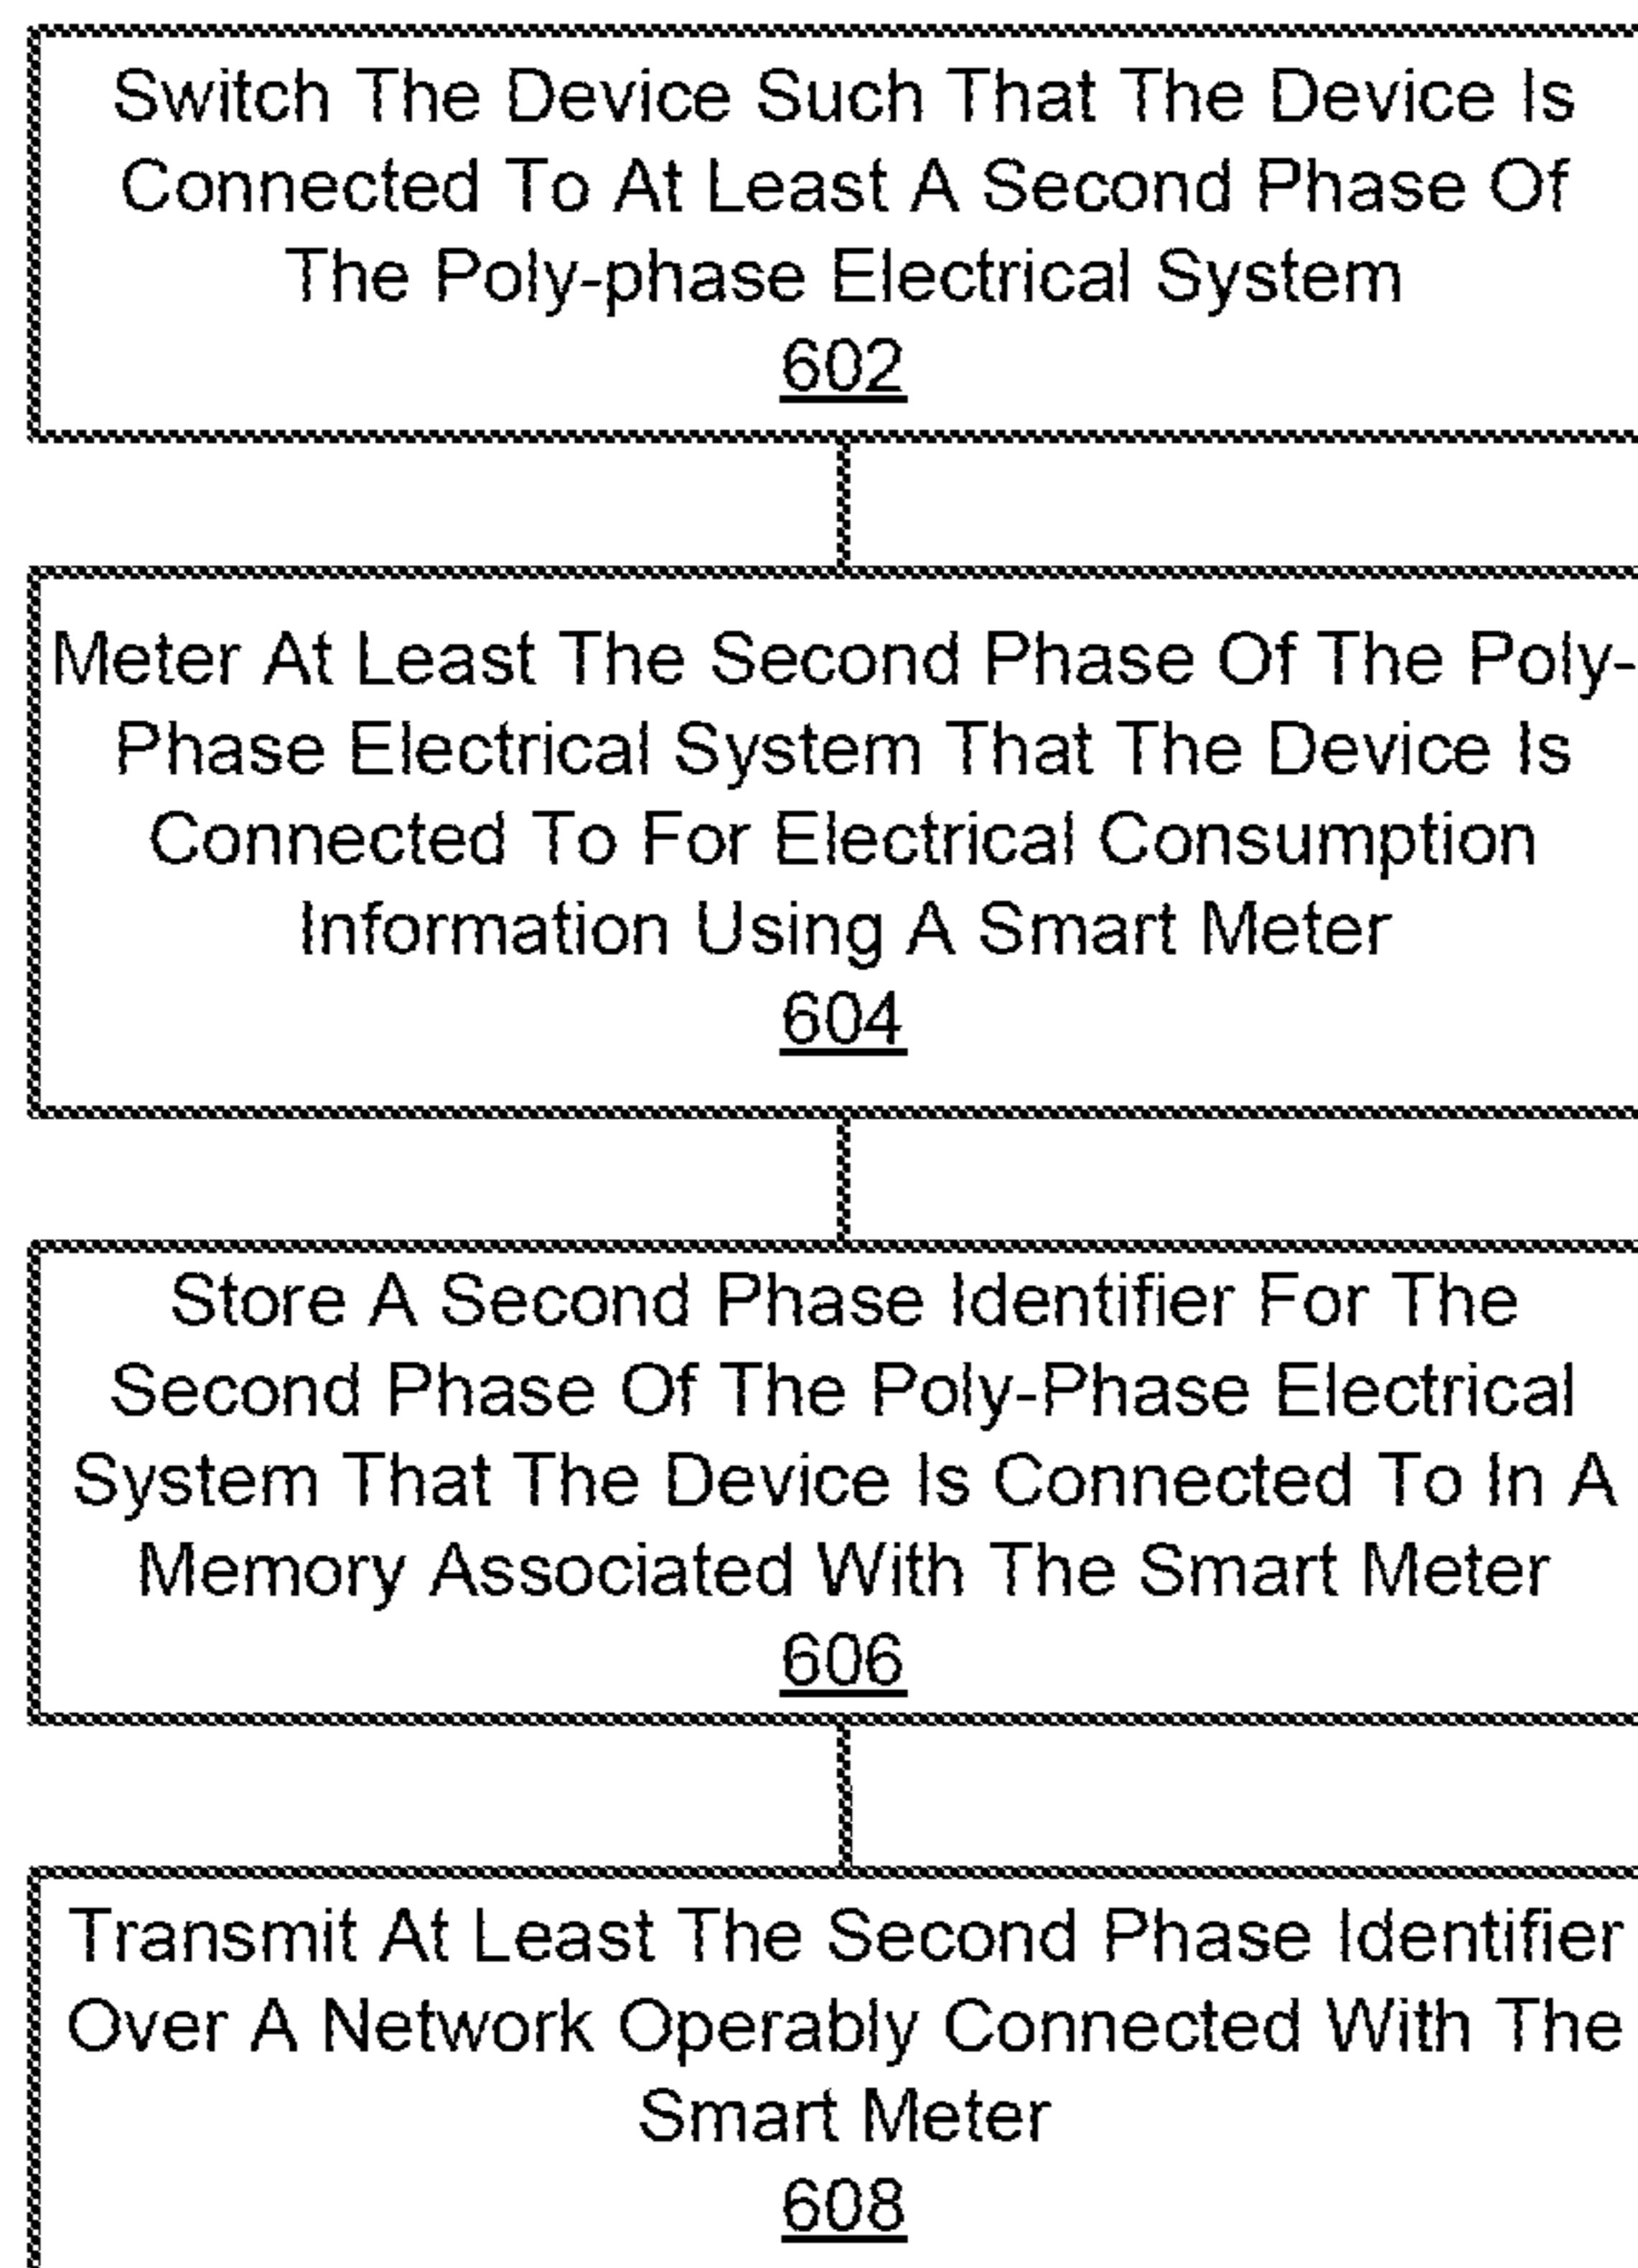 Switch The Device Such That The Device Is
Connected To At Least A Second Phase Of
The Poly-phase Electrical System
602
Meter At Least The Second Phase Of The Poly-
Phase Electrical System That The Device Is
Connected To For Electrical Consumption
Information Using A Smart Meter
604
Store A Second Phase Identifier For The
Second Phase Of The Poly-Phase Electrical
System That The Device Is Connected To In A
Memory Associated With The Smart Meter
606
Transmit At Least The Second Phase Identifier
Over A Network Operably Connected With The
Smart Meter
608